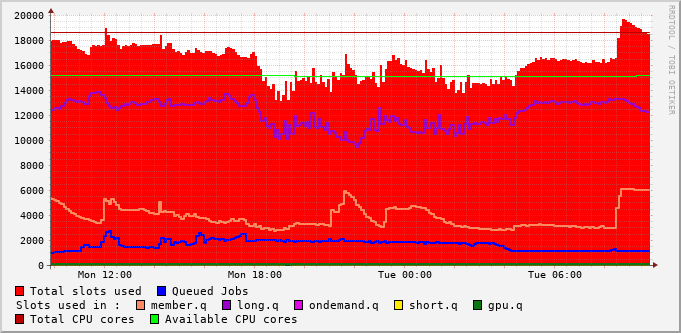 20000
18000
16000
14000
12000
10000
8000
6000
4000
2000
0
Mon 12:00 Mon 18:00 Tue 00:00 Tue 06:00
RRDTOOL / TOBI OETIKER
Total slots used Queued Jobs
Slots used in : member.q long.q ondemand.q short.q gpu.q
Total CPU cores Available CPU cores